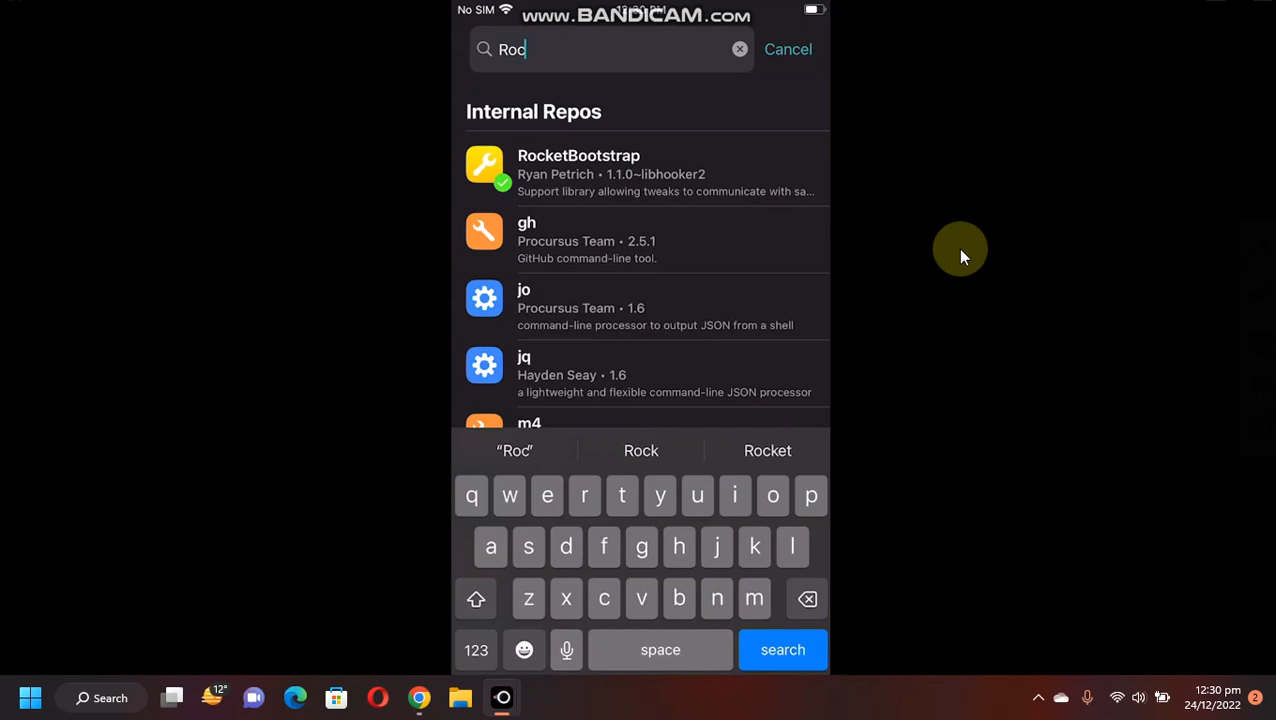 No SIM
www.BANDICAM.com
Roc
Cancel
Internal Repos
RocketBootstrap
Ryan Petrich • 1.1.0~libhooker2
Support library allowing tweaks to communicate with sa...
gh
Procursus Team • 2.5.1
GitHub command-line tool.
jo
Procursus Team • 1.6
command-line processor to output JSON from a shell
jq
Hayden Seay • 1.6
a lightweight and flexible command-line JSON processor
m4
“Roc” Rock Rocket
q w e r t y u i o p
a s d f g h j k l
z x c v b n m
123 space search
12°
Search
12:30 pm
24/12/2022
2